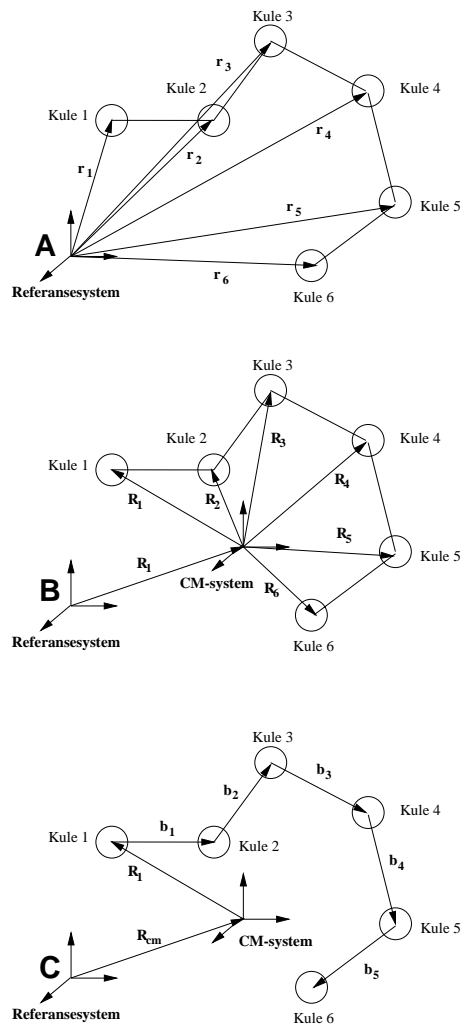 Kule 3
r3
Kule 2
Kule 4
Kule 1
r2
r4
r1
r5
Kule 5
A
r6
Referansesystem
Kule 6
Kule 3
Kule 2
Kule 4
R3
Kule 1
R1
R2
R4
R1
R5
Kule 5
CM-system
R6
B
Referansesystem
Kule 6
Kule 3
b3
b2
Kule 4
Kule 1
b1
Kule 2
R1
b4
Rcm
Kule 5
CM-system
C
b5
Referansesystem
Kule 6